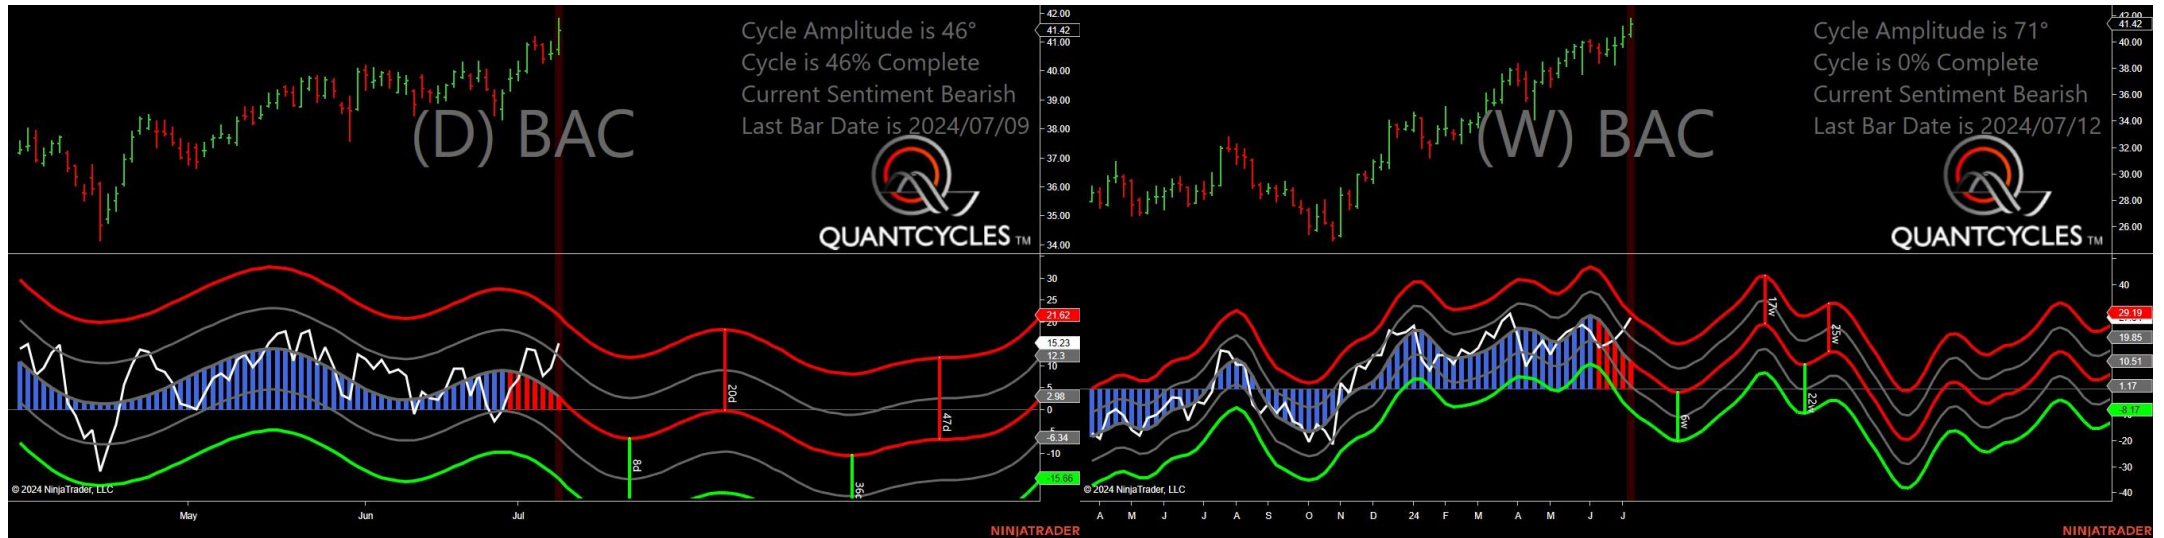 Cycle Amplitude is 46°
Cycle is 46% Complete
Current Sentiment Bearish
Last Bar Date is 2024/07/09
(D) BAC
QUANTCYCLES TM
42.00
41.42
41.00
40.00
39.00
38.00
37.00
36.00
35.00
34.00
30
25
21.62
20
15.23
12.3
10
5
2.98
0
-6.34
-10
-15.66
20d
47d
8d
© 2024 NinjaTrader, LLC
May Jun Jul
NINJATRADER
Cycle Amplitude is 71°
Cycle is 0% Complete
Current Sentiment Bearish
Last Bar Date is 2024/07/12
(W) BAC
QUANTCYCLES TM
42.00
41.42
40.00
38.00
36.00
34.00
32.00
30.00
28.00
26.00
40
29.19
19.85
10.51
1.17
-8.17
-20
-30
-40
17w
6w
22w
© 2024 NinjaTrader, LLC
A M J J A S O N D 24 F M A M J J
NINJATRADER